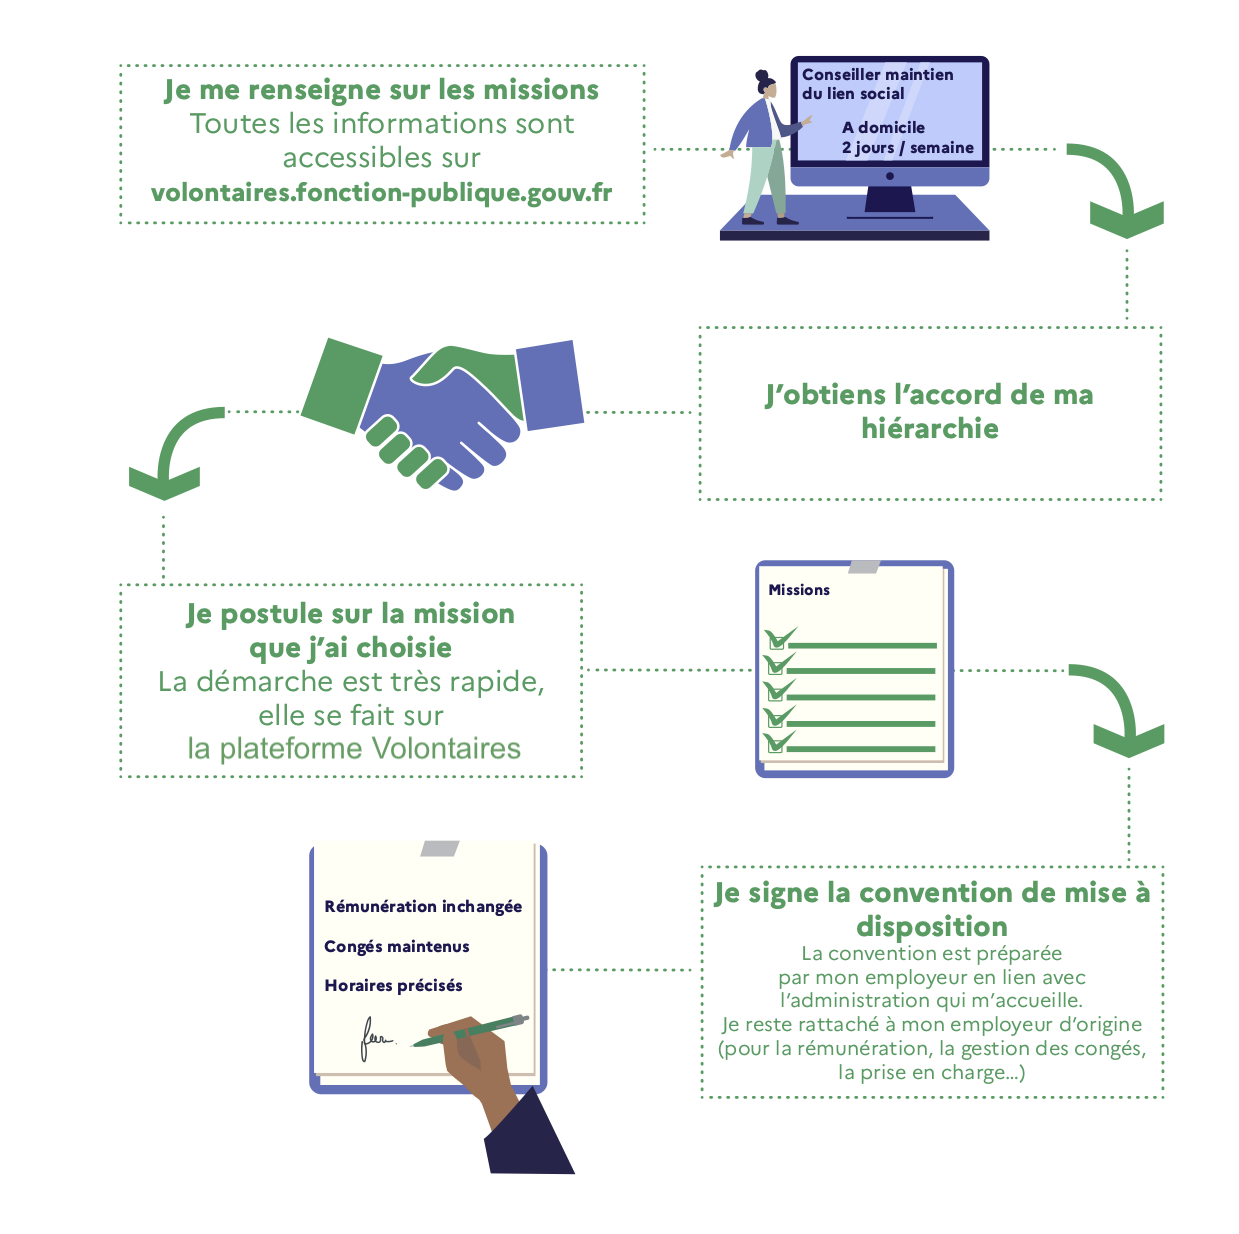 Je me renseigne sur les missions
Toutes les informations sont
accessibles sur
volontaires.fonction-publique.gouv.fr
Conseiller maintien
du lien social
A domicile
2 jours / semaine
J’obtiens l’accord de ma
hiérarchie
Je postule sur la mission
que j’ai choisie
La démarche est très rapide,
elle se fait sur
la plateforme Volontaires
Missions
Je signe la convention de mise à
disposition
La convention est préparée
par mon employeur en lien avec
l’administration qui m’accueille.
Je reste rattaché à mon employeur d’origine
(pour la rémunération, la gestion des congés,
la prise en charge…)
Rémunération inchangée
Congés maintenus
Horaires précisés